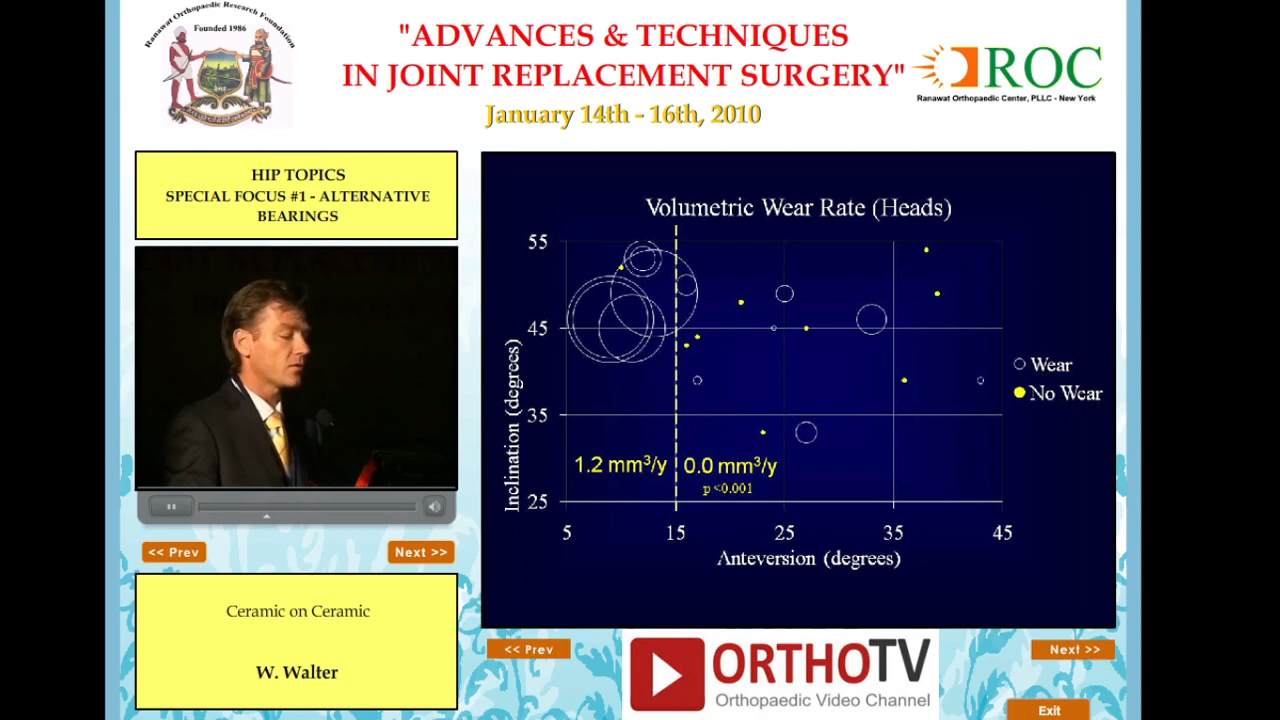 Ranawat Orthopaedic Research Foundation
Founded 1986
"ADVANCES & TECHNIQUES
IN JOINT REPLACEMENT SURGERY"
January 14th - 16th, 2010
ROC
Ranawat Orthopaedic Center, PLLC - New York
HIP TOPICS
SPECIAL FOCUS #1 - ALTERNATIVE
BEARINGS
<< Prev
Next >>
Ceramic on Ceramic
W. Walter
Volumetric Wear Rate (Heads)
55
45
35
25
Inclination (degrees)
1.2 mm³/y
0.0 mm³/y
p <0.001
5 15 25 35 45
Anteversion (degrees)
Wear
No Wear
<< Prev
ORTHOTV
Orthopaedic Video Channel
Next >>
Exit